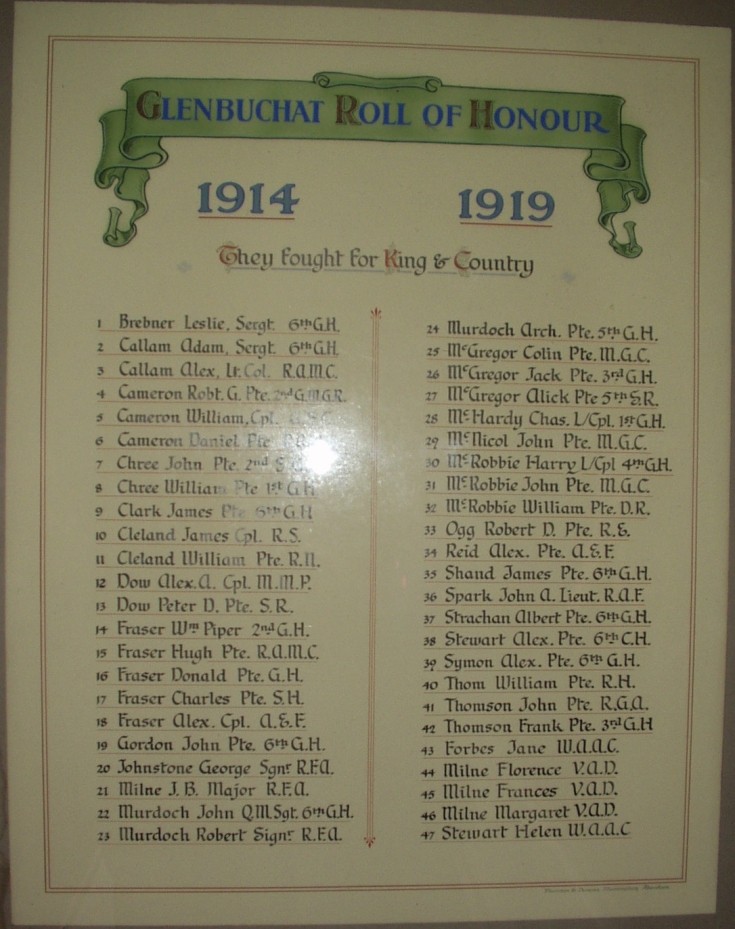 GLENBUCHAT ROLL OF HONOUR
1914 1919
They fought for King & Country
1 Brebner Leslie, Sergt. 6th G.H.
2 Callam Adam, Sergt. 6th G.H.
3 Callam Alex, Lt. Col. R.A.M.C.
4 Cameron Robt. G. Pte. 2nd G.M.G.R.
5 Cameron William, Cpl.
6 Cameron Daniel Pte
7 Chree John Pte. 2nd
8 Chree William Pte 1st G.H
9 Clark James Pte 6th G.H
10 Cleland James Cpl. R.S.
11 Cleland William Pte. R.N.
12 Dow Alex. A. Cpl. M.M.P.
13 Dow Peter D. Pte. S.R.
14 Fraser Wm Piper 2nd G.H.
15 Fraser Hugh Pte. R.A.M.C.
16 Fraser Donald Pte. G.H.
17 Fraser Charles Pte. S.H.
18 Fraser Alex. Cpl. A.E.F.
19 Gordon John Pte. 6th G.H.
20 Johnstone George Sgnr R.F.A.
21 Milne J. B. Major R.F.A.
22 Murdoch John Q.M.Sgt. 6th G.H.
23 Murdoch Robert Signr R.F.A.
24 Murdoch Arch. Pte. 5th G.H.
25 McGregor Colin Pte. M.G.C.
26 McGregor Jack Pte. 3rd G.H.
27 McGregor Alick Pte 5th S.R.
28 McHardy Chas. L/Cpl. 1st G.H.
29 McNicol John Pte. M.G.C.
30 McRobbie Harry L/Cpl 4th G.H.
31 McRobbie John Pte. M.G.C.
32 McRobbie William Pte. D.R.
33 Ogg Robert D. Pte. R.E.
34 Reid Alex. Pte. A.E.F.
35 Shand James Pte. 6th G.H.
36 Spark John A. Lieut. R.A.F.
37 Strachan Albert Pte. 6th G.H.
38 Stewart Alex. Pte. 6th C.H.
39 Symon Alex. Pte. 6th G.H.
40 Thom William Pte. R.H.
41 Thomson John Pte. R.G.A.
42 Thomson Frank Pte. 3rd G.H
43 Forbes Jane W.A.A.C.
44 Milne Florence V.A.D.
45 Milne Frances V.A.D.
46 Milne Margaret V.A.D.
47 Stewart Helen W.A.A.C